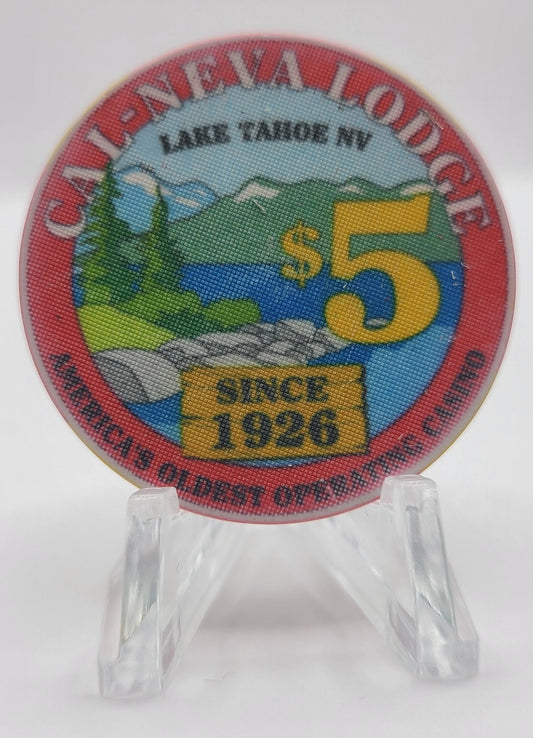 CAL-NEVA LODGE
LAKE TAHOE NV
$5
SINCE
1926
AMERICA'S OLDEST OPERATING CASINO